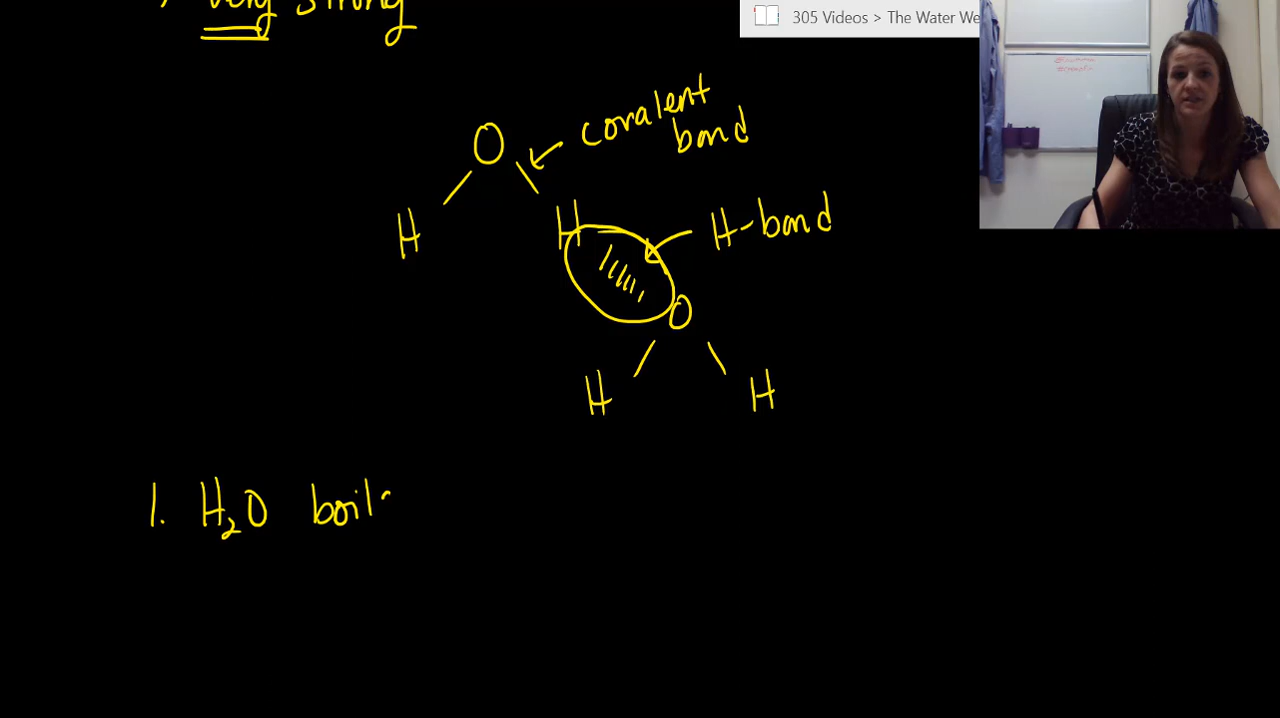 very strong
305 Videos > The Water We
covalent
bond
O
H
H
H-bond
O
H
H
1. H₂O boil